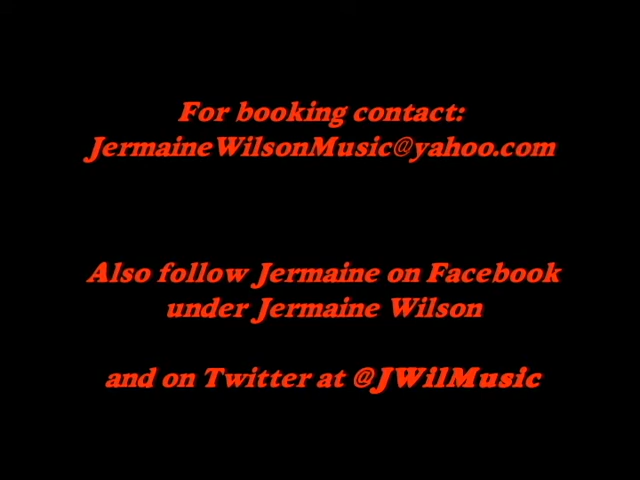 For booking contact:
JermaineWilsonMusic@yahoo.com
Also follow Jermaine on Facebook
under Jermaine Wilson
and on Twitter at @JWilMusic